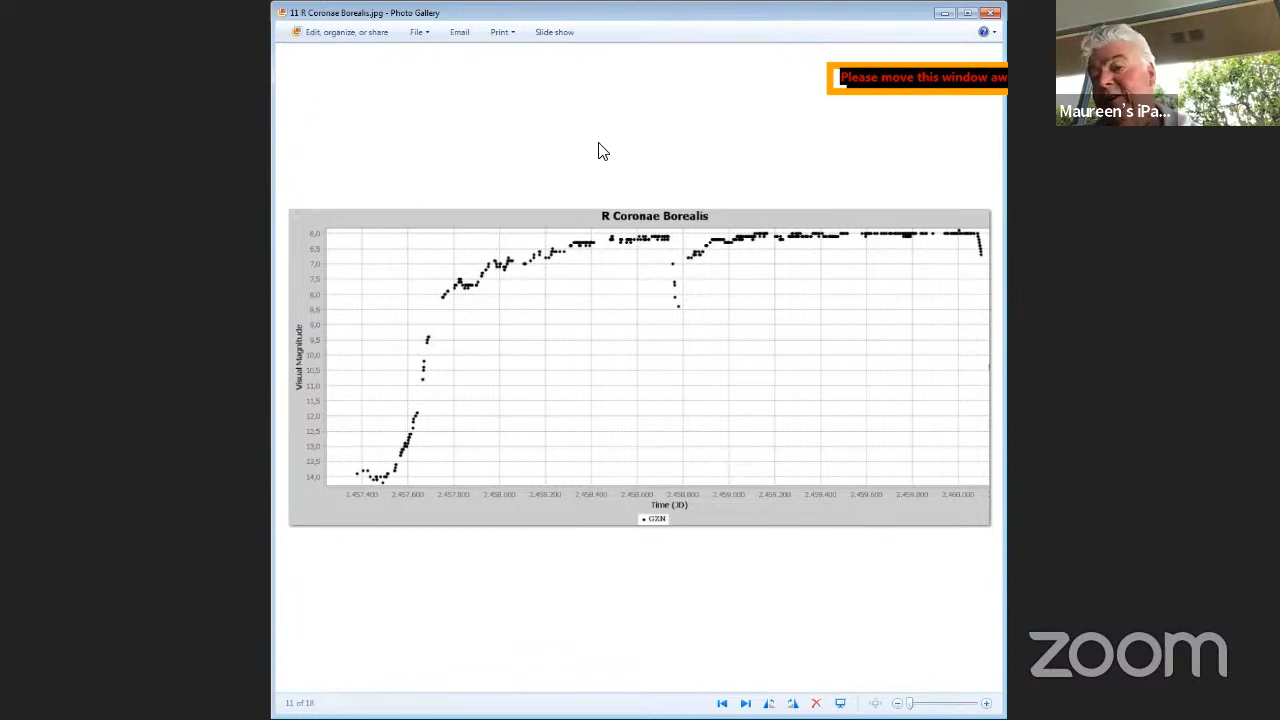 11 R Coronae Borealis.jpg - Photo Gallery
Edit, organize, or share File Email Print Slide show
Please move this window aw
Maureen's iPa...
R Coronae Borealis
6,0
6,5
7,0
7,5
8,0
8,5
9,0
9,5
10,0
10,5
11,0
11,5
12,0
12,5
13,0
13,5
14,0
Visual Magnitude
2.457.400 2.457.600 2.457.800 2.458.000 2.458.200 2.458.400 2.458.600 2.458.800 2.459.000 2.459.200 2.459.400 2.459.600 2.459.800 2.460.000
Time (JD)
GZN
zoom
11 of 18